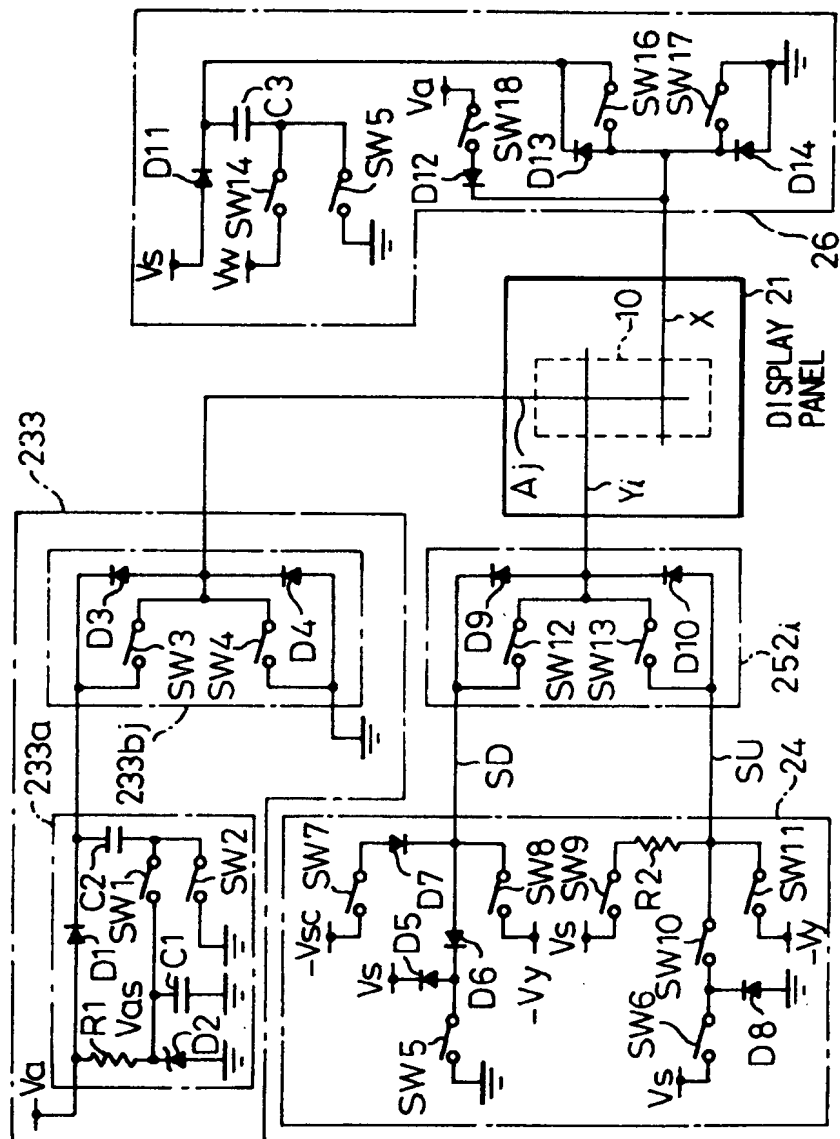 Va
233a
233
R1
D1
C2
Vas
SW1
C1
D2
SW2
233bj
D3
SW3
SW4
D4
Vs
D11
C3
Vw
SW14
SW5
Va
D12
SW18
D13
SW16
SW17
D14
26
-Vsc
SW7
D7
Vs
D5
D6
SW5
-Vy
SW8
Vs
SW9
R2
SW6
SW10
Vs
D8
-Vy
SW11
24
SD
SU
D9
SW12
SW13
D10
252i
Aj
Yi
10
X
DISPLAY 21
PANEL